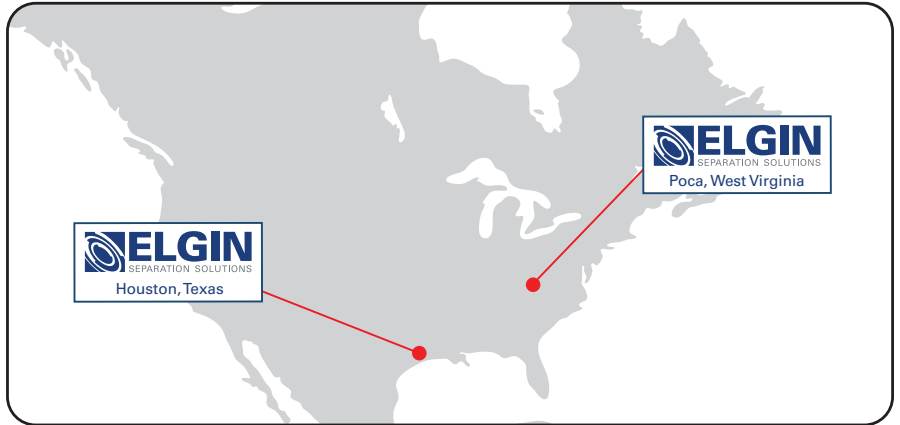 ELGIN
SEPARATION SOLUTIONS
Poca, West Virginia
ELGIN
SEPARATION SOLUTIONS
Houston, Texas